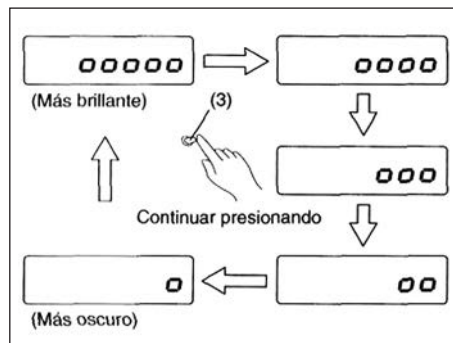 ooooo
oooo
(Más brillante)
(3)
ooo
Continuar presionando
o
oo
(Más oscuro)